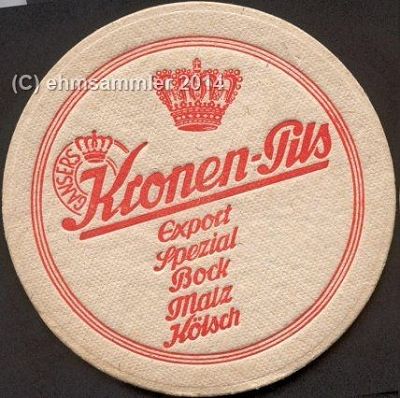 (C) ehmsammler 2014
GANSERS'
Kronen-Pils
Export
Spezial
Bock
Malz
Kölsch